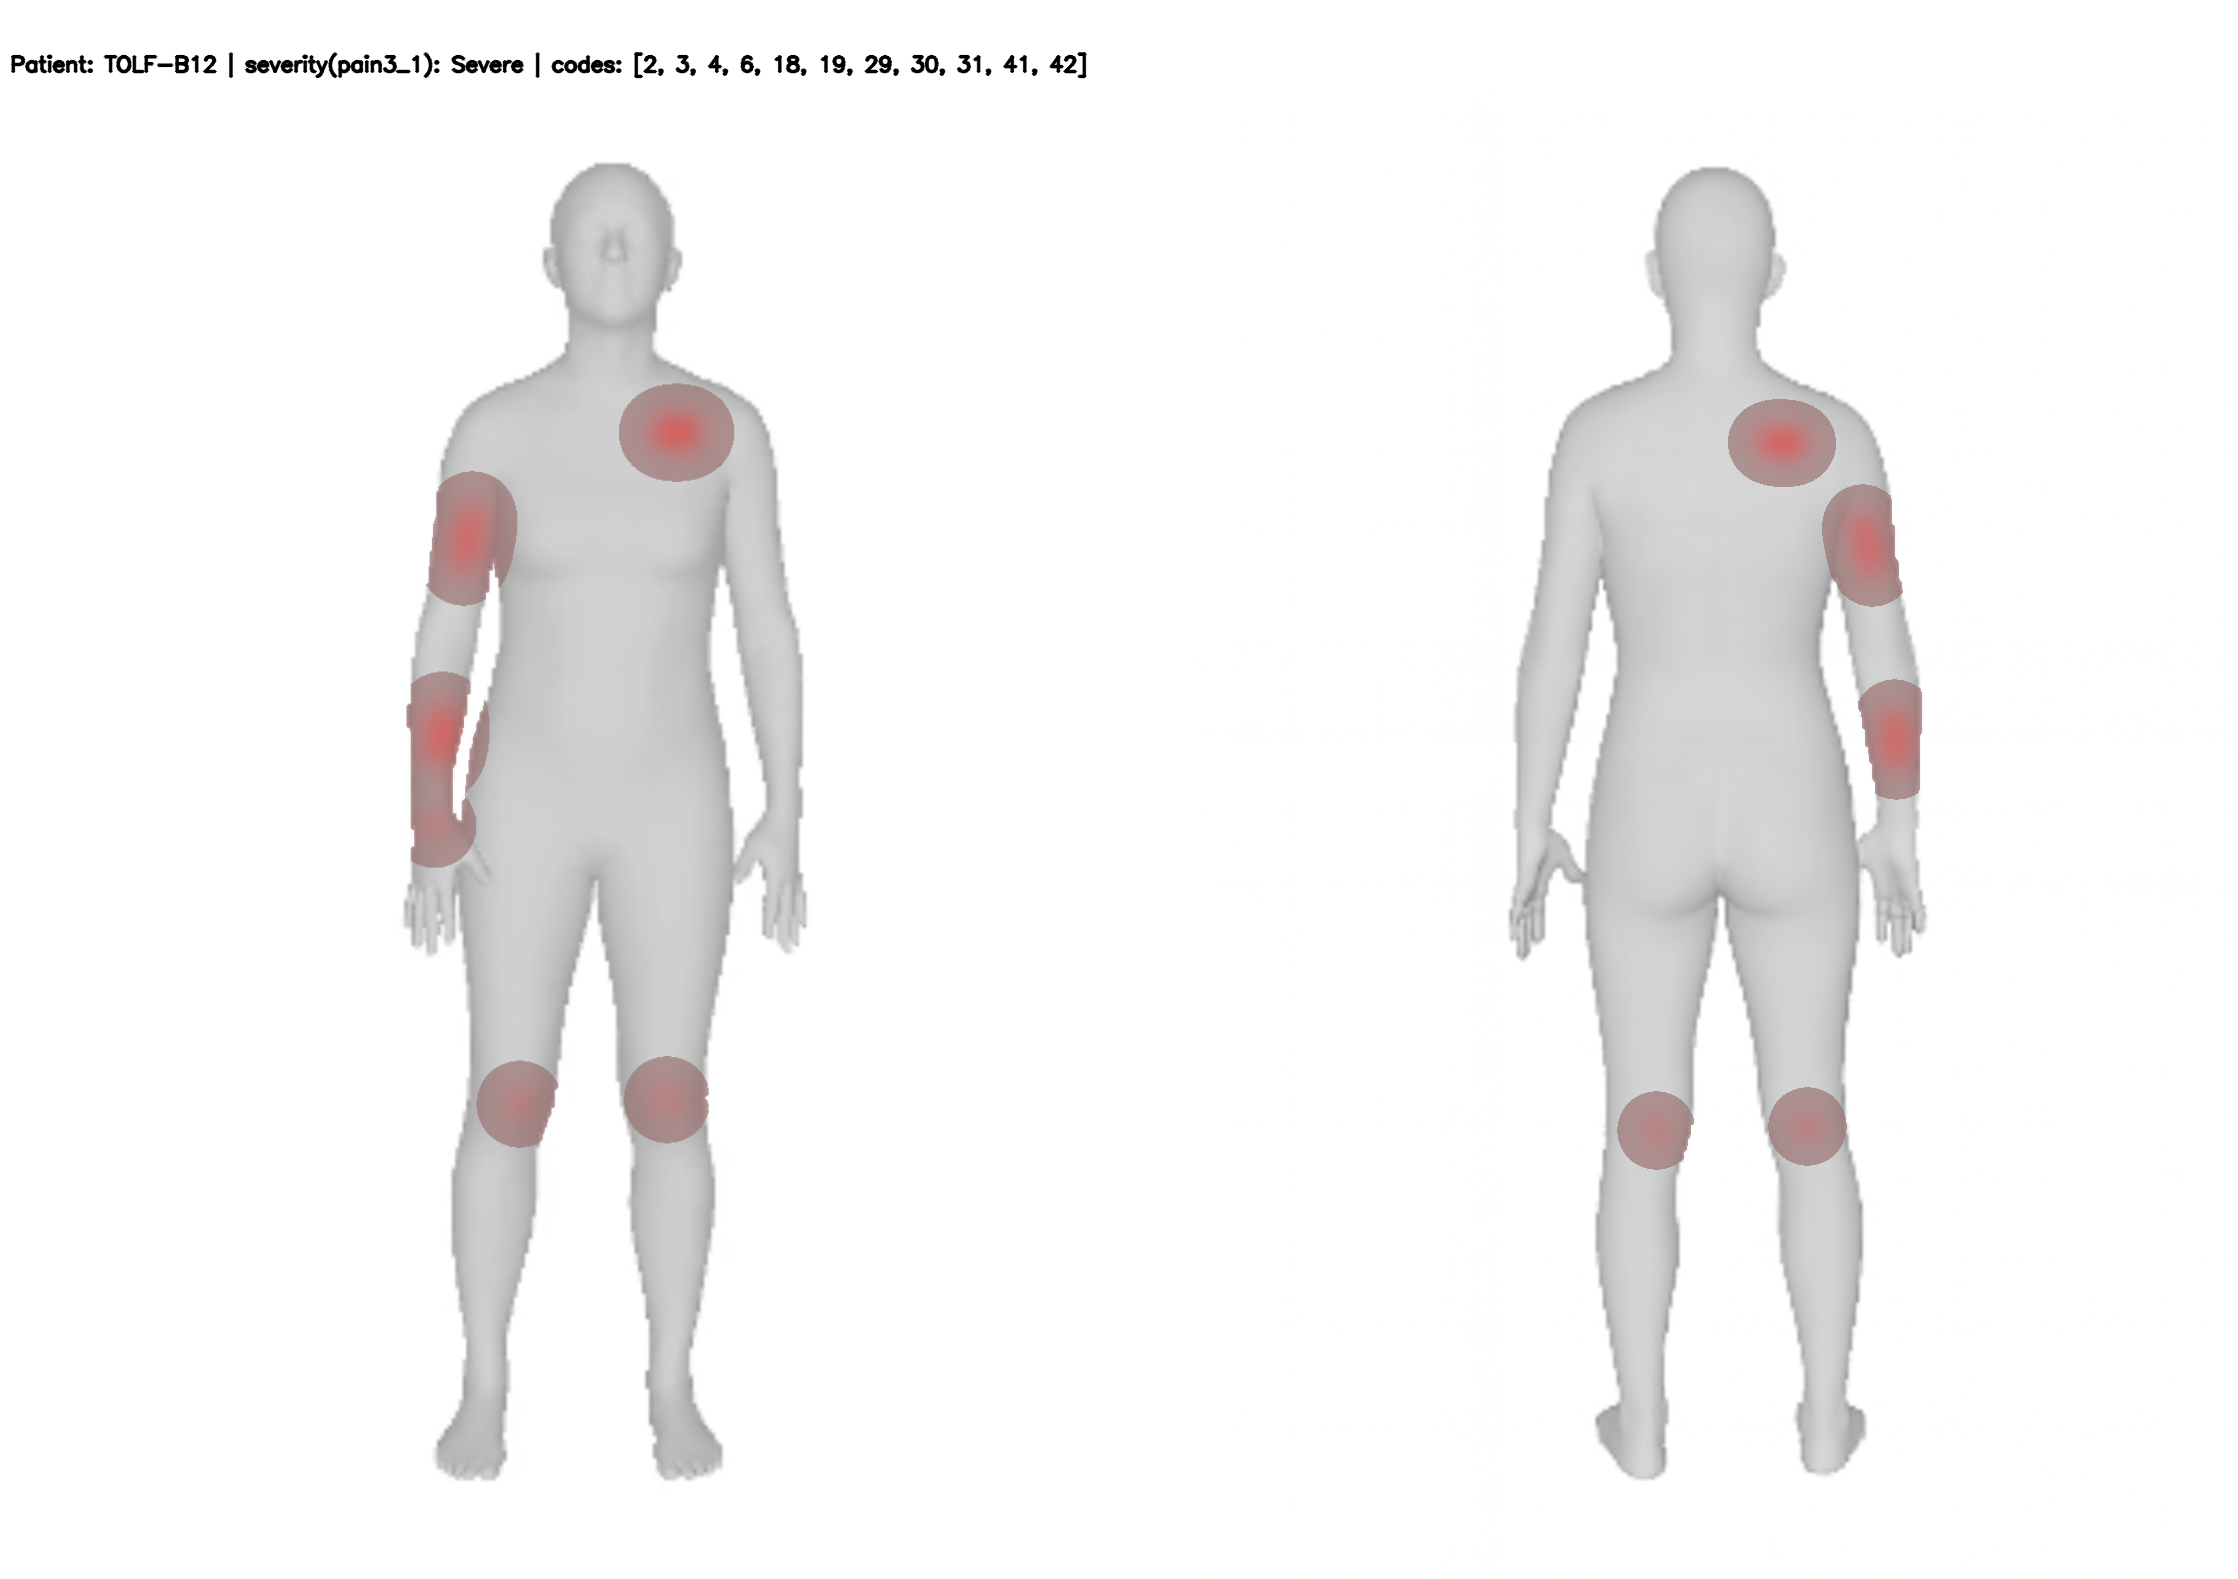 Patient: TOLF-B12 | severity(pain3_1): Severe | codes: [2, 3, 4, 6, 18, 19, 29, 30, 31, 41, 42]